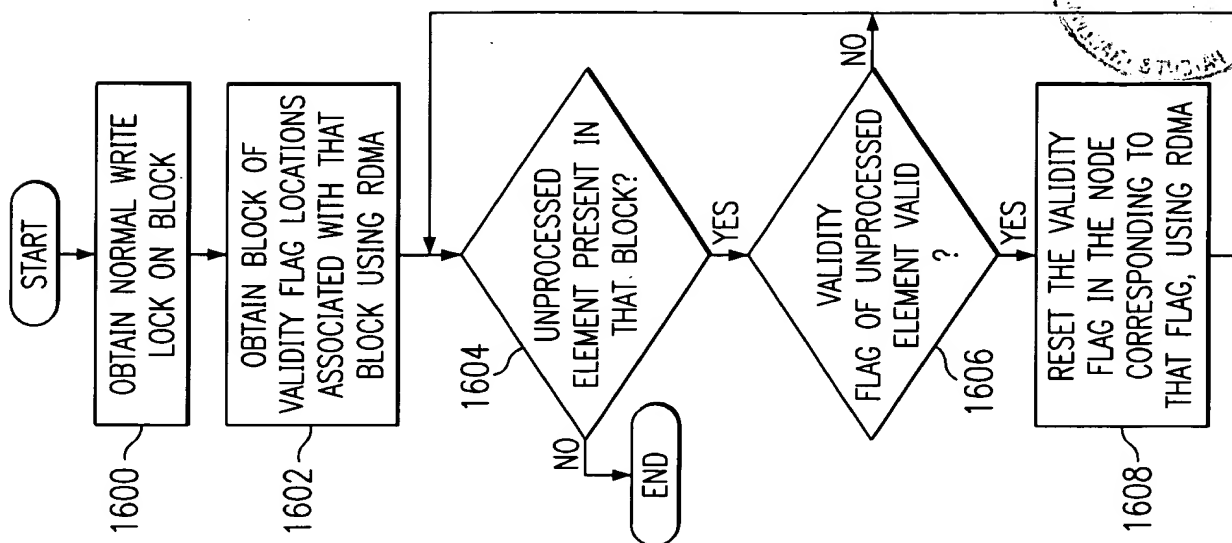 START
OBTAIN NORMAL WRITE
LOCK ON BLOCK
1600
OBTAIN BLOCK OF
VALIDITY FLAG LOCATIONS
ASSOCIATED WITH THAT
BLOCK USING RDMA
1602
UNPROCESSED
ELEMENT PRESENT IN
THAT BLOCK?
1604
NO
END
YES
VALIDITY
FLAG OF UNPROCESSED
ELEMENT VALID
?
1606
NO
YES
RESET THE VALIDITY
FLAG IN THE NODE
CORRESPONDING TO
THAT FLAG, USING RDMA
1608